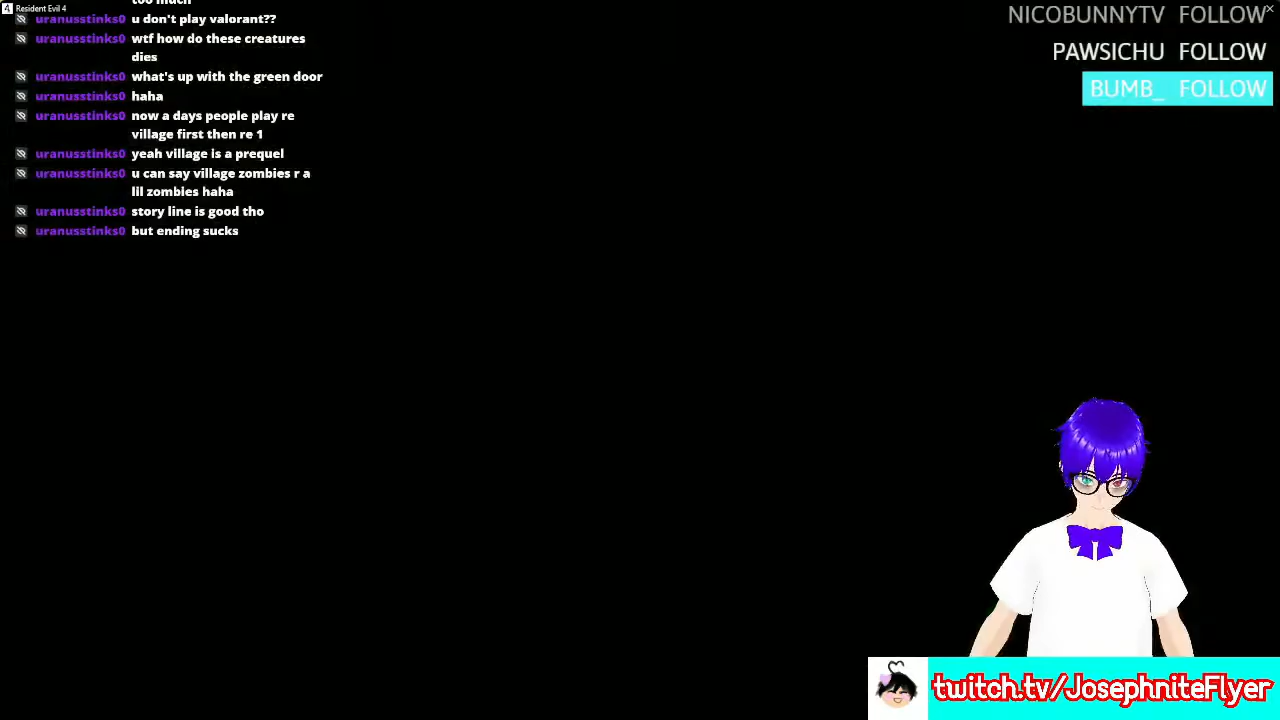 4 Resident Evil 4
too much
uranusstinks0 u don't play valorant??
uranusstinks0 wtf how do these creatures
dies
uranusstinks0 what's up with the green door
uranusstinks0 haha
uranusstinks0 now a days people play re
village first then re 1
uranusstinks0 yeah village is a prequel
uranusstinks0 u can say village zombies r a
lil zombies haha
uranusstinks0 story line is good tho
uranusstinks0 but ending sucks
NICOBUNNYTV FOLLOW
PAWSICHU FOLLOW
BUMB_ FOLLOW
twitch.tv/JosephniteFlyer